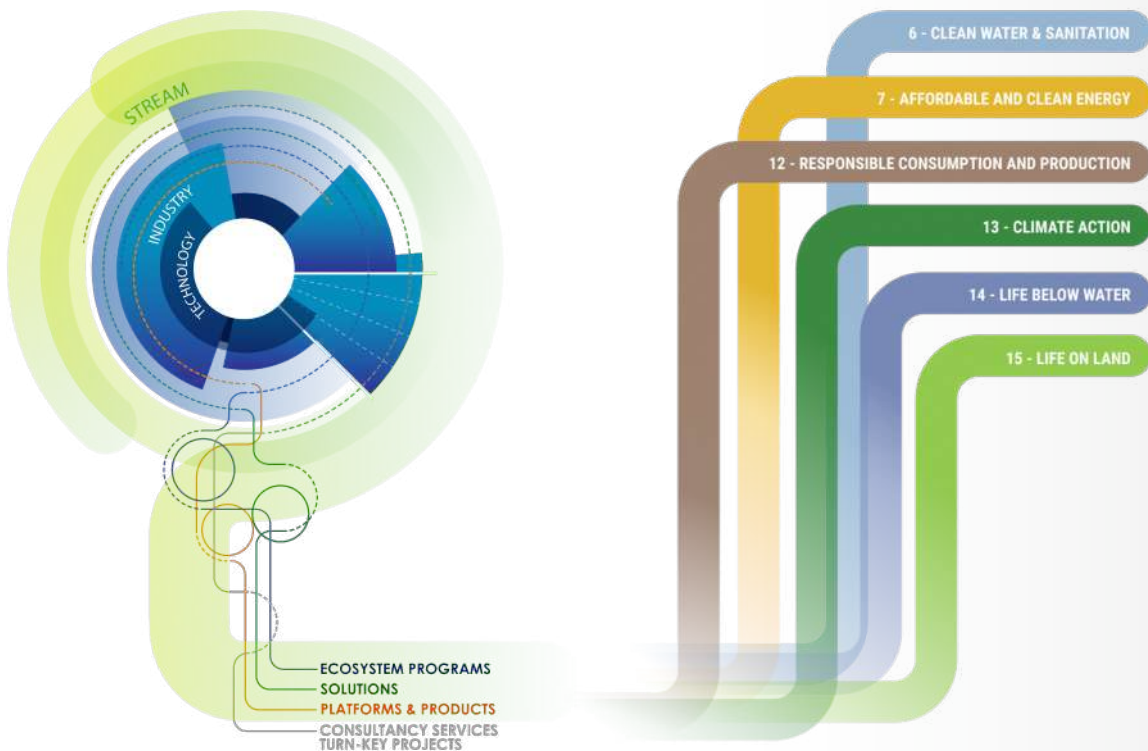 STREAM
INDUSTRY
TECHNOLOGY
ECOSYSTEM PROGRAMS
SOLUTIONS
PLATFORMS & PRODUCTS
CONSULTANCY SERVICES
TURN-KEY PROJECTS
6 - CLEAN WATER & SANITATION
7 - AFFORDABLE AND CLEAN ENERGY
12 - RESPONSIBLE CONSUMPTION AND PRODUCTION
13 - CLIMATE ACTION
14 - LIFE BELOW WATER
15 - LIFE ON LAND